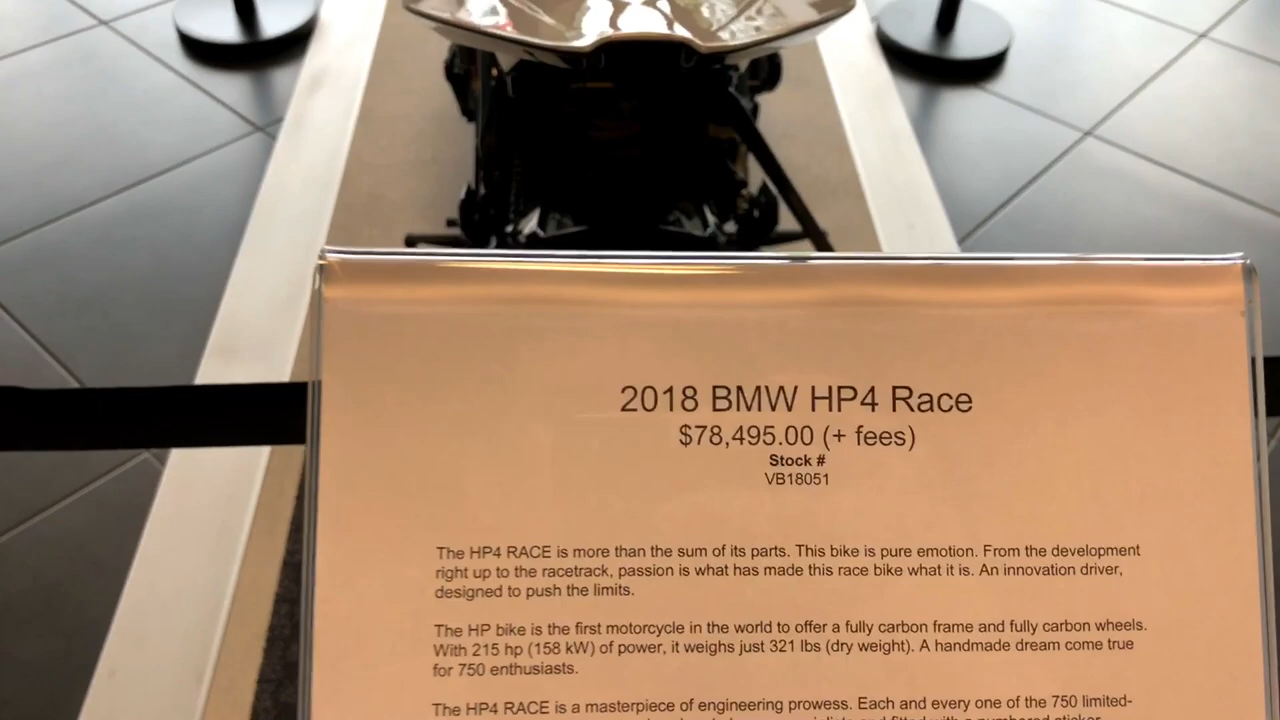 2018 BMW HP4 Race
$78,495.00 (+ fees)
Stock #
VB18051
The HP4 RACE is more than the sum of its parts. This bike is pure emotion. From the development
right up to the racetrack, passion is what has made this race bike what it is. An innovation driver,
designed to push the limits.
The HP bike is the first motorcycle in the world to offer a fully carbon frame and fully carbon wheels.
With 215 hp (158 kW) of power, it weighs just 321 lbs (dry weight). A handmade dream come true
for 750 enthusiasts.
The HP4 RACE is a masterpiece of engineering prowess. Each and every one of the 750 limited-
and fitted with a numbered sticker